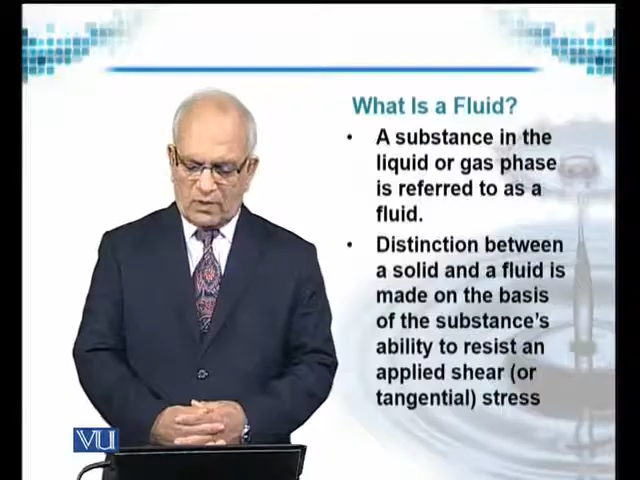 What Is a Fluid?
• A substance in the
liquid or gas phase
is referred to as a
fluid.
• Distinction between
a solid and a fluid is
made on the basis
of the substance's
ability to resist an
applied shear (or
tangential) stress
VU